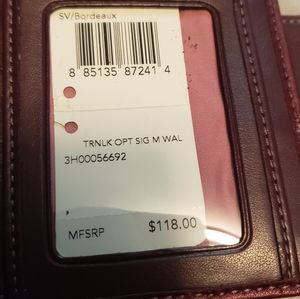 SV/Bordeaux
8 85135 87241 4
TRNLK OPT SIG M WAL
3H00056692
MFSRP $118.00